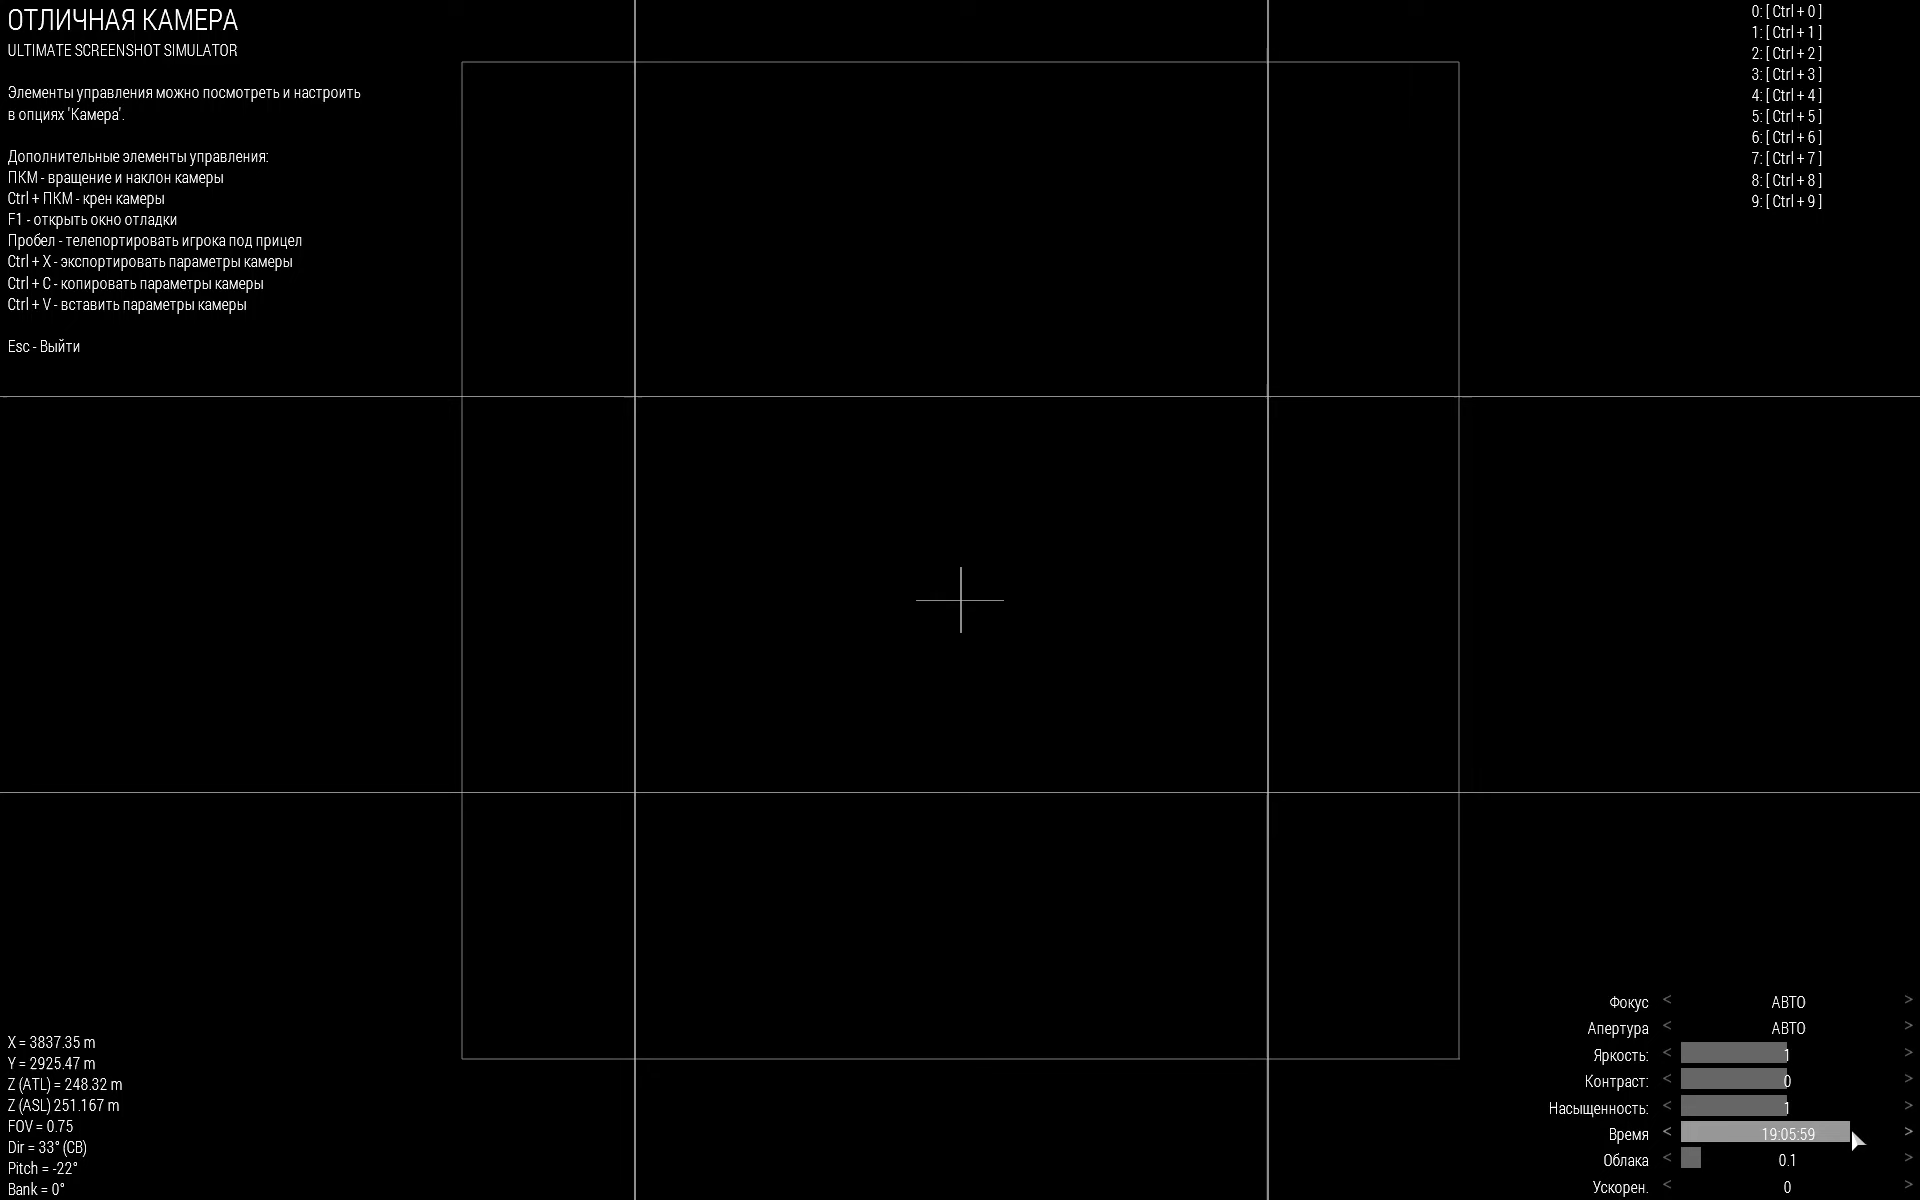 ОТЛИЧНАЯ КАМЕРА
ULTIMATE SCREENSHOT SIMULATOR
Элементы управления можно посмотреть и настроить
в опциях 'Камера'.
Дополнительные элементы управления:
ПКМ - вращение и наклон камеры
Ctrl + ПКМ - крен камеры
F1 - открыть окно отладки
Пробел - телепортировать игрока под прицел
Ctrl + X - экспортировать параметры камеры
Ctrl + C - копировать параметры камеры
Ctrl + V - вставить параметры камеры
Esc - Выйти
0: [ Ctrl + 0 ]
1: [ Ctrl + 1 ]
2: [ Ctrl + 2 ]
3: [ Ctrl + 3 ]
4: [ Ctrl + 4 ]
5: [ Ctrl + 5 ]
6: [ Ctrl + 6 ]
7: [ Ctrl + 7 ]
8: [ Ctrl + 8 ]
9: [ Ctrl + 9 ]
X = 3837.35 m
Y = 2925.47 m
Z (ATL) = 248.32 m
Z (ASL) 251.167 m
FOV = 0.75
Dir = 33° (СВ)
Pitch = -22°
Bank = 0°
Фокус < АВТО >
Апертура < АВТО >
Яркость: < 1 >
Контраст: < 0 >
Насыщенность: < 1 >
Время < 19:05:59 >
Облака < 0.1 >
Ускорен. < 0 >